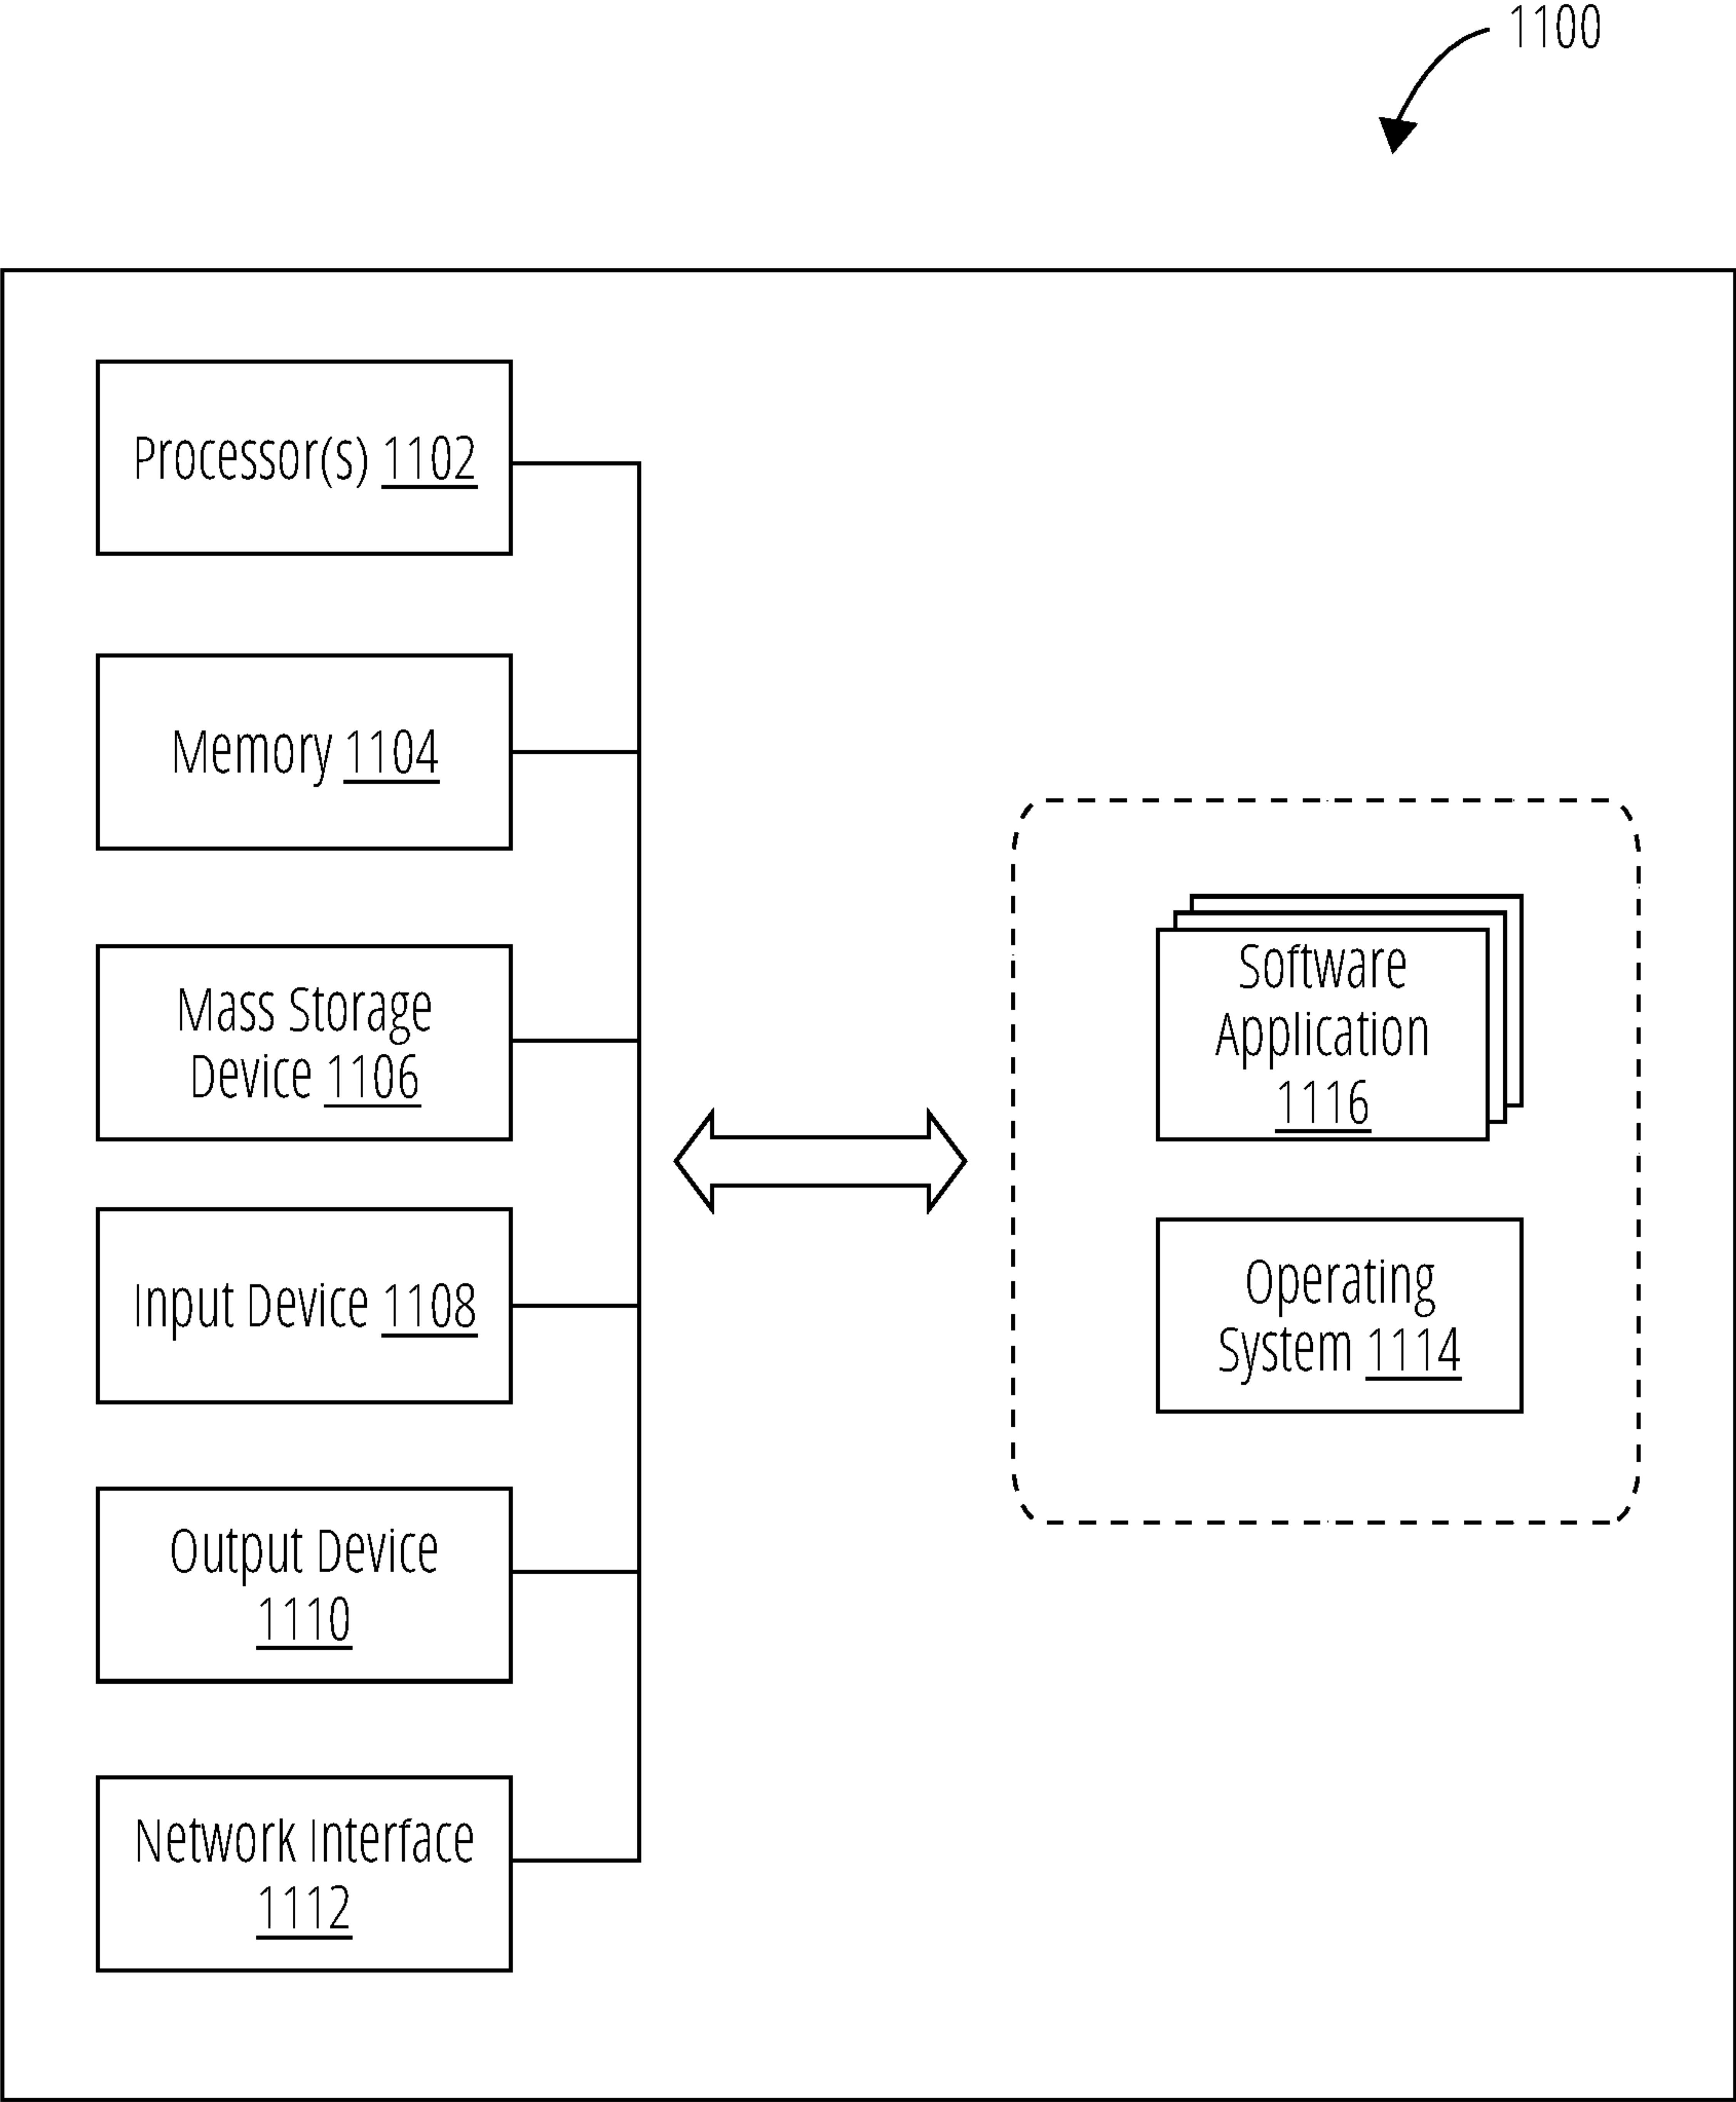 1100
Processor(s) 1102
Memory 1104
Mass Storage
Device 1106
Input Device 1108
Output Device
1110
Network Interface
1112
Software
Application
1116
Operating
System 1114